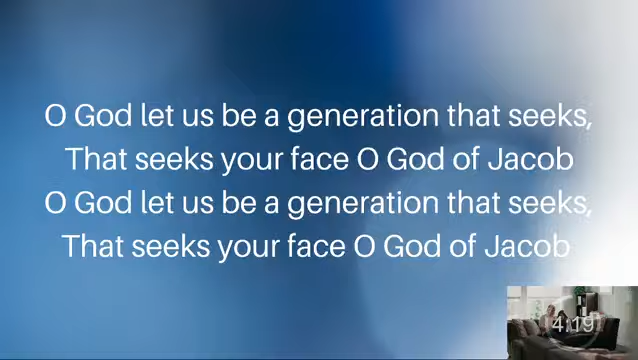 O God let us be a generation that seeks,
That seeks your face O God of Jacob
O God let us be a generation that seeks,
That seeks your face O God of Jacob
4:19